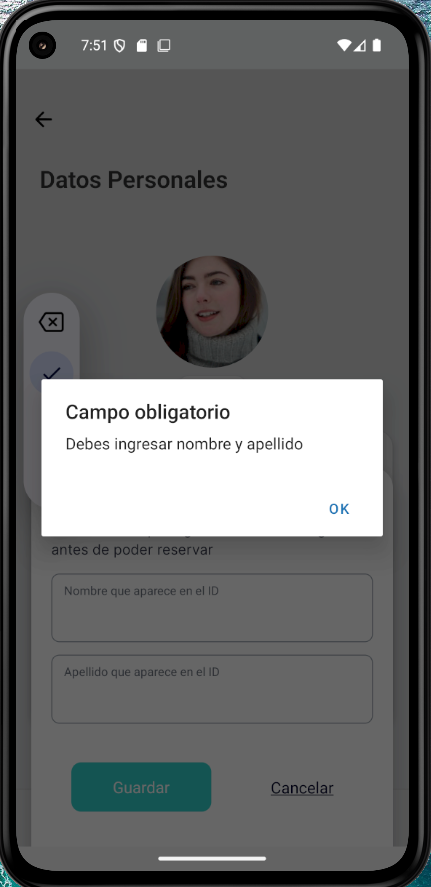 7:51
Datos Personales
Campo obligatorio
Debes ingresar nombre y apellido
OK
antes de poder reservar
Nombre que aparece en el ID
Apellido que aparece en el ID
Guardar
Cancelar